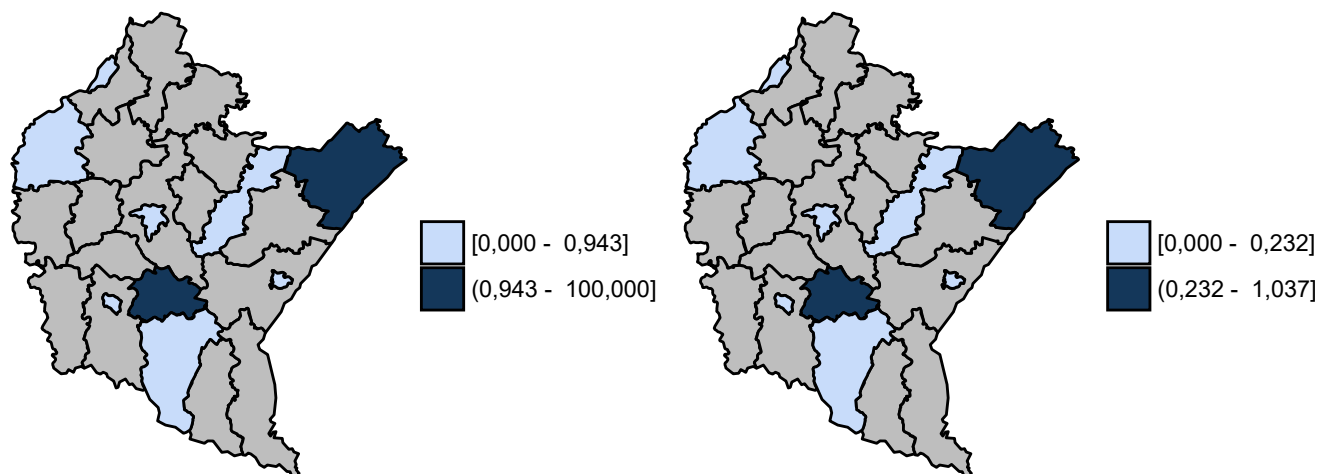 [0,000 - 0,943]
(0,943 - 100,000]
[0,000 - 0,232]
(0,232 - 1,037]